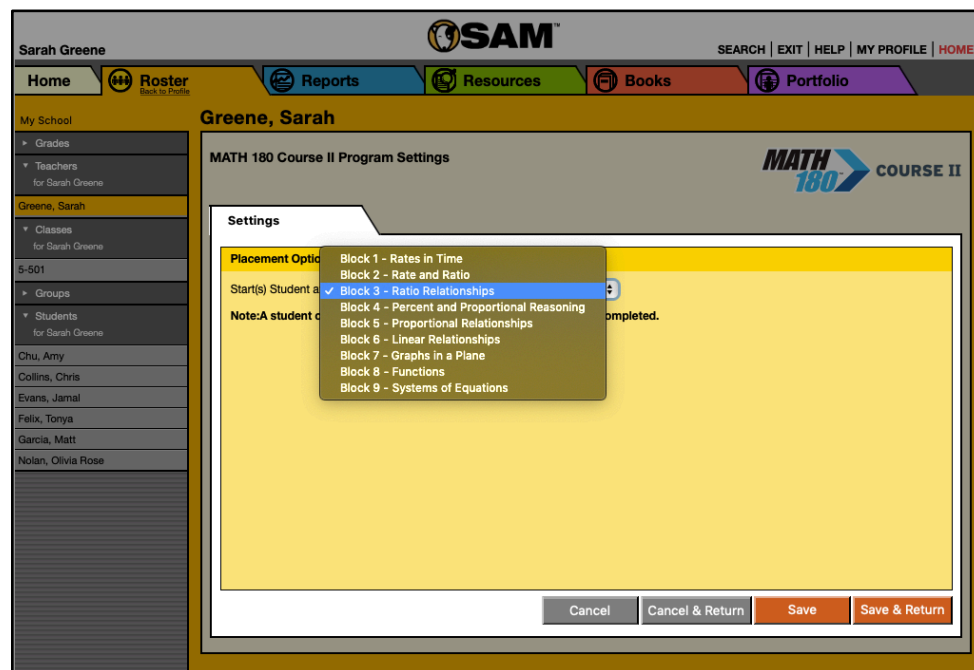 SAM™
Sarah Greene
SEARCH | EXIT | HELP | MY PROFILE | HOME
Home
Roster
Back to Profile
Reports
Resources
Books
Portfolio
My School
Greene, Sarah
Grades
Teachers
for Sarah Greene
Greene, Sarah
Classes
for Sarah Greene
5-501
Groups
Students
for Sarah Greene
Chu, Amy
Collins, Chris
Evans, Jamal
Felix, Tonya
Garcia, Matt
Nolan, Olivia Rose
MATH 180 Course II Program Settings
MATH 180 COURSE II
Settings
Placement Optio
Start(s) Student a
Note:A student c
ompleted.
Block 1 - Rates in Time
Block 2 - Rate and Ratio
✓ Block 3 - Ratio Relationships
Block 4 - Percent and Proportional Reasoning
Block 5 - Proportional Relationships
Block 6 - Linear Relationships
Block 7 - Graphs in a Plane
Block 8 - Functions
Block 9 - Systems of Equations
Cancel
Cancel & Return
Save
Save & Return